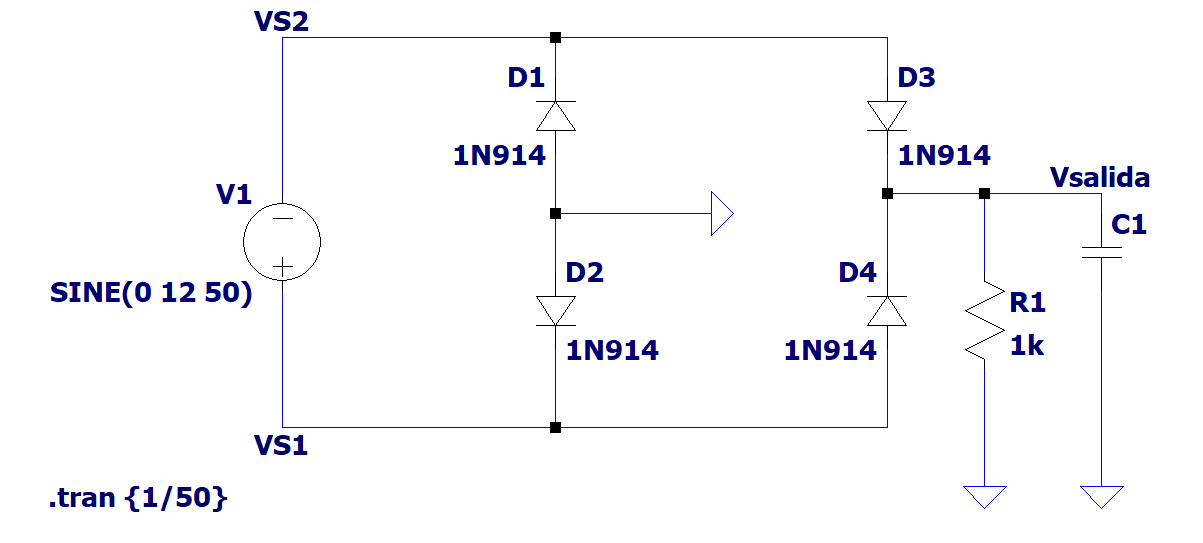 VS2
D1
D3
1N914
1N914
Vsalida
V1
C1
D2
D4
SINE(0 12 50)
R1
1N914
1N914
1k
VS1
.tran {1/50}